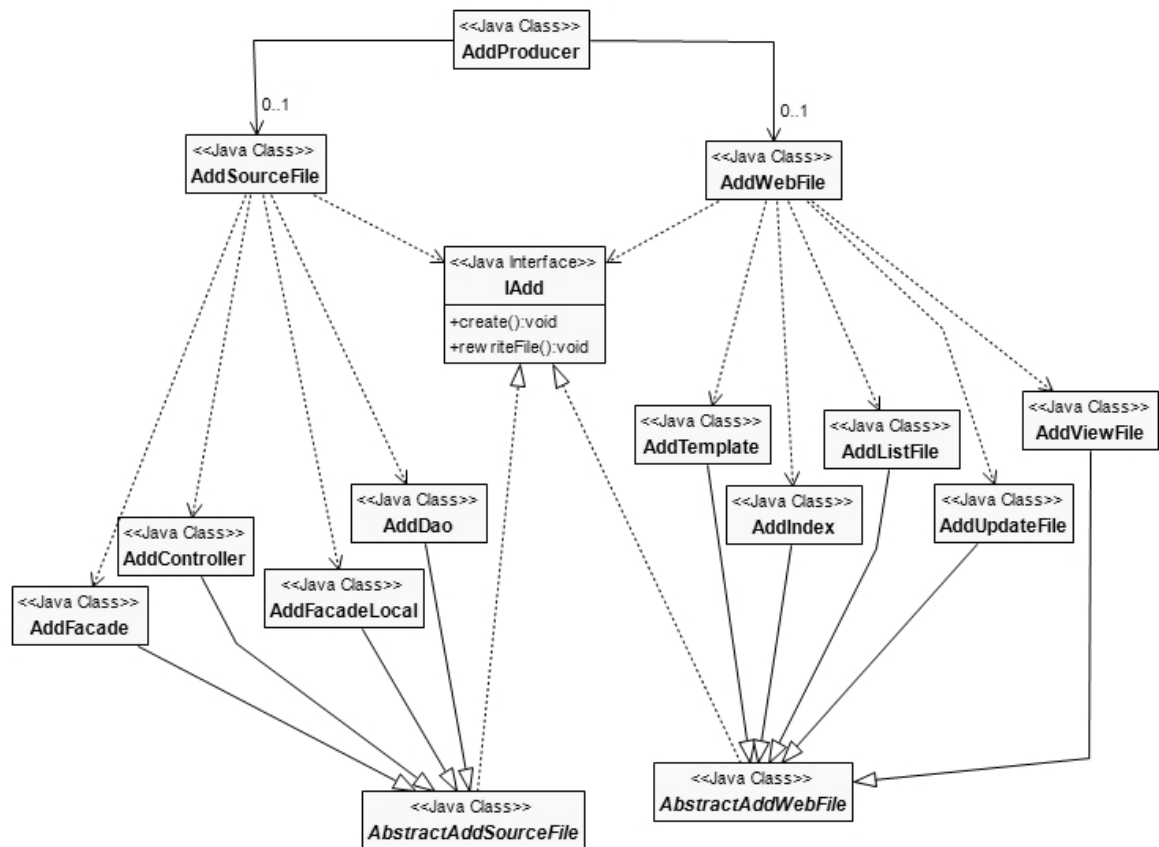 <<Java Class>>
AddProducer
0..1
0..1
<<Java Class>>
AddSourceFile
<<Java Class>>
AddWebFile
<<Java Interface>>
IAdd
+create():void
+rewriteFile():void
<<Java Class>>
AddTemplate
<<Java Class>>
AddListFile
<<Java Class>>
AddViewFile
<<Java Class>>
AddDao
<<Java Class>>
AddIndex
<<Java Class>>
AddUpdateFile
<<Java Class>>
AddController
<<Java Class>>
AddFacadeLocal
<<Java Class>>
AddFacade
<<Java Class>>
AbstractAddSourceFile
<<Java Class>>
AbstractAddWebFile